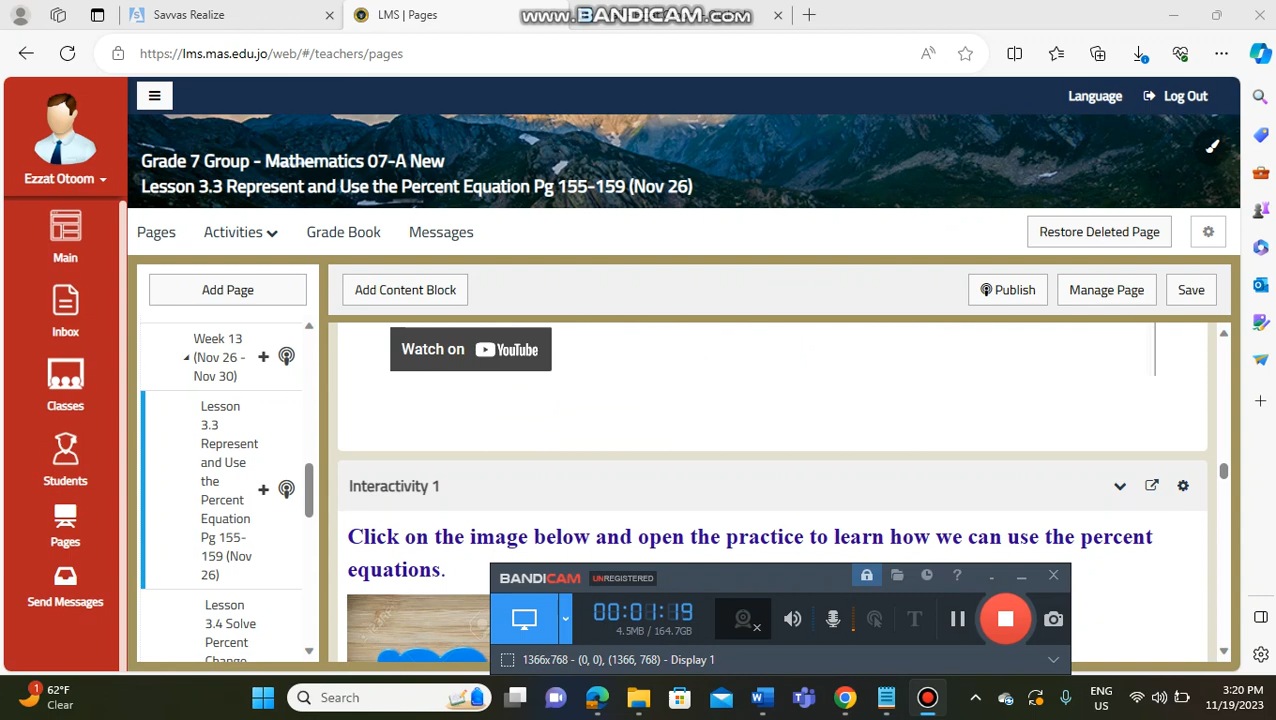 Savvas Realize
LMS | Pages
www.BANDICAM.com
https://lms.mas.edu.jo/web/#/teachers/pages
Language
Log Out
Ezzat Otoom
Grade 7 Group - Mathematics 07-A New
Lesson 3.3 Represent and Use the Percent Equation Pg 155-159 (Nov 26)
Pages
Activities
Grade Book
Messages
Restore Deleted Page
Main
Inbox
Classes
Students
Pages
Send Messages
Add Page
Add Content Block
Publish
Manage Page
Save
Week 13
(Nov 26 -
Nov 30)
Lesson
3.3
Represent
and Use
the
Percent
Equation
Pg 155-
159 (Nov
26)
Lesson
3.4 Solve
Percent
Change
Watch on YouTube
Interactivity 1
Click on the image below and open the practice to learn how we can use the percent
equations.
BANDICAM UNREGISTERED
00:01:19
4.5MB / 164.7GB
1366x768 - (0, 0), (1366, 768) - Display 1
62°F
Clear
1
Search
ENG
3:20 PM
11/19/2023